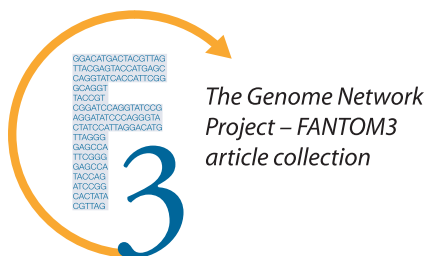 GGACATGACTACGTTAG
TTACGAGTACCATGAGC
CAGGTATCACCATTCGG
GCAGGT
TACCGT
CGGATCCAGGTATCCG
AGGATATCCCAGGGTA
CTATCCATTAGGACATG
TTAGGG
GAGCCA
TTCGGG
GAGCCA
TACCAG
ATCCGG
CACTATA
CGTTAG
3
The Genome Network
Project – FANTOM3
article collection